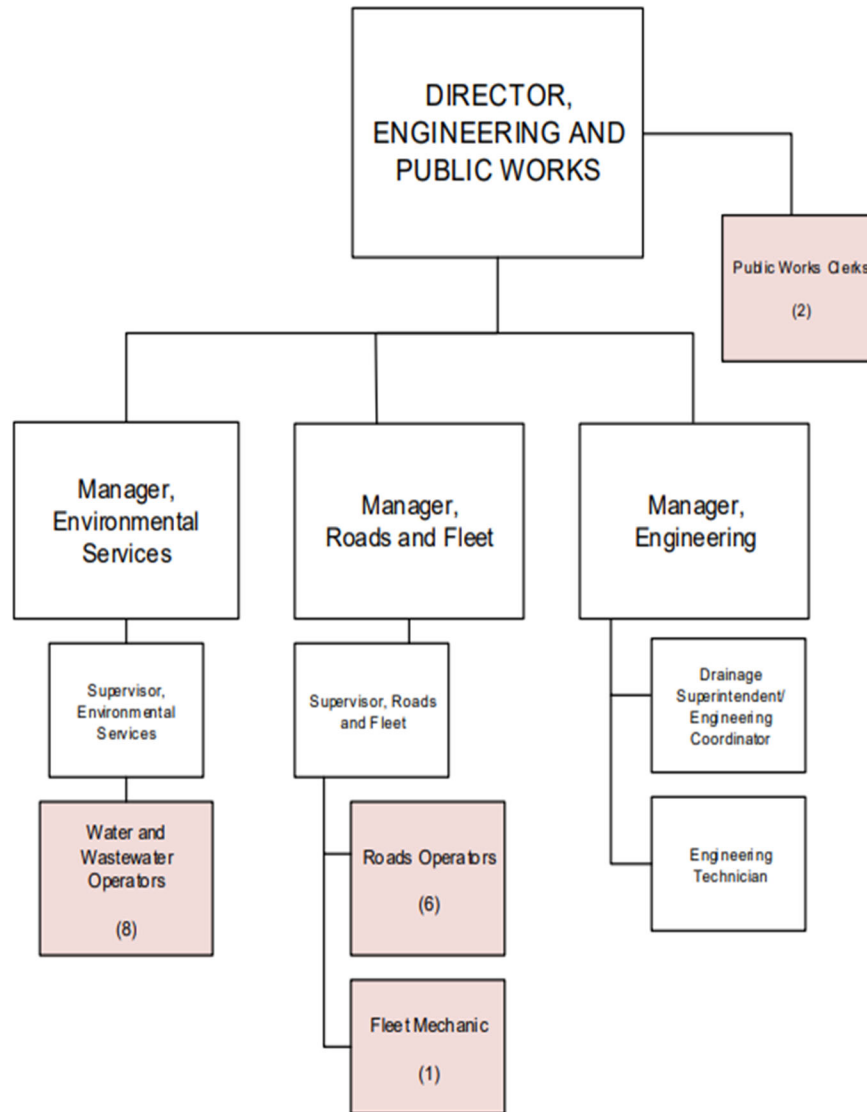 DIRECTOR,
ENGINEERING AND
PUBLIC WORKS
Public Works Clerks
(2)
Manager,
Environmental
Services
Manager,
Roads and Fleet
Manager,
Engineering
Supervisor,
Environmental
Services
Supervisor, Roads
and Fleet
Drainage
Superintendent/
Engineering
Coordinator
Water and
Wastewater
Operators
(8)
Roads Operators
(6)
Engineering
Technician
Fleet Mechanic
(1)